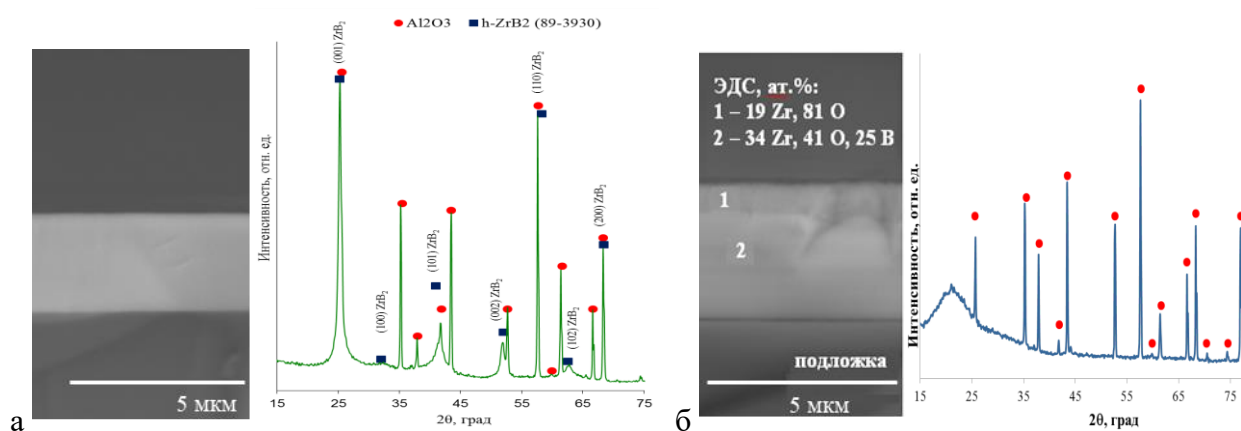 Al2O3 h-ZrB2 (89-3930)
Интенсивность, отн. ед.
(001) ZrB₂
(100) ZrB₂
(101) ZrB₂
(002) ZrB₂
(110) ZrB₂
(102) ZrB₂
(200) ZrB₂
15 25 35 45 55 65 75
2θ, град
5 мкм
а
ЭДС, ат.%:
1 – 19 Zr, 81 O
2 – 34 Zr, 41 O, 25 B
1
2
подложка
5 мкм
б
Интенсивность, отн. ед.
15 25 35 45 55 65 75
2θ, град